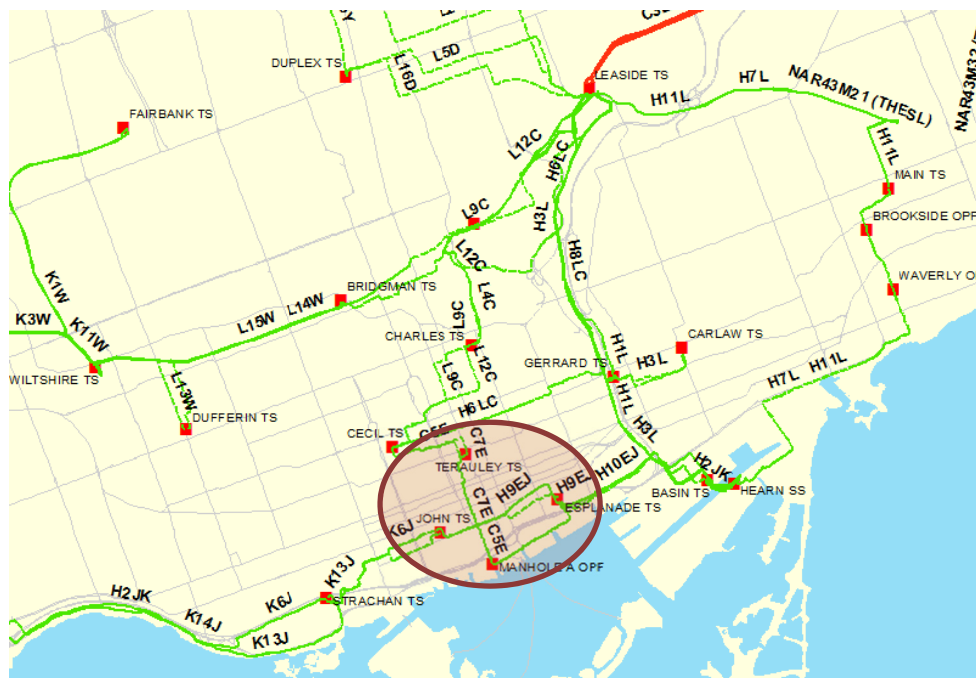 L5D
C5
DUPLEX TS
L16D
LEASIDE TS
H7L
NAR43M21 (THESL)
H11L
FAIRBANK TS
L12C
H6LC
H11L
MAIN TS
L9C
H3L
BROOKSIDE OPF
L12C
H8LC
K1W
L4C
WAVERLY O
BRIDGMAN TS
L14W
K3W
L15W
L9C
K11W
CHARLES TS
L12C
H1L
CARLAW TS
H3L
GERRARD TS
WILTSHIRE TS
L9C
H7L
H11L
L13W
H1L
DUFFERIN TS
H6LC
H3L
CECIL TS
C5E
C7E
TERAULEY TS
H10EJ
H2JK
H9EJ
H9EJ
BASIN TS
HEARN SS
C7E
ESPLANADE TS
K6J
JOHN TS
C5E
MANHOLE A OPF
K13J
H2JK
K6J
STRACHAN TS
K14J
K13J